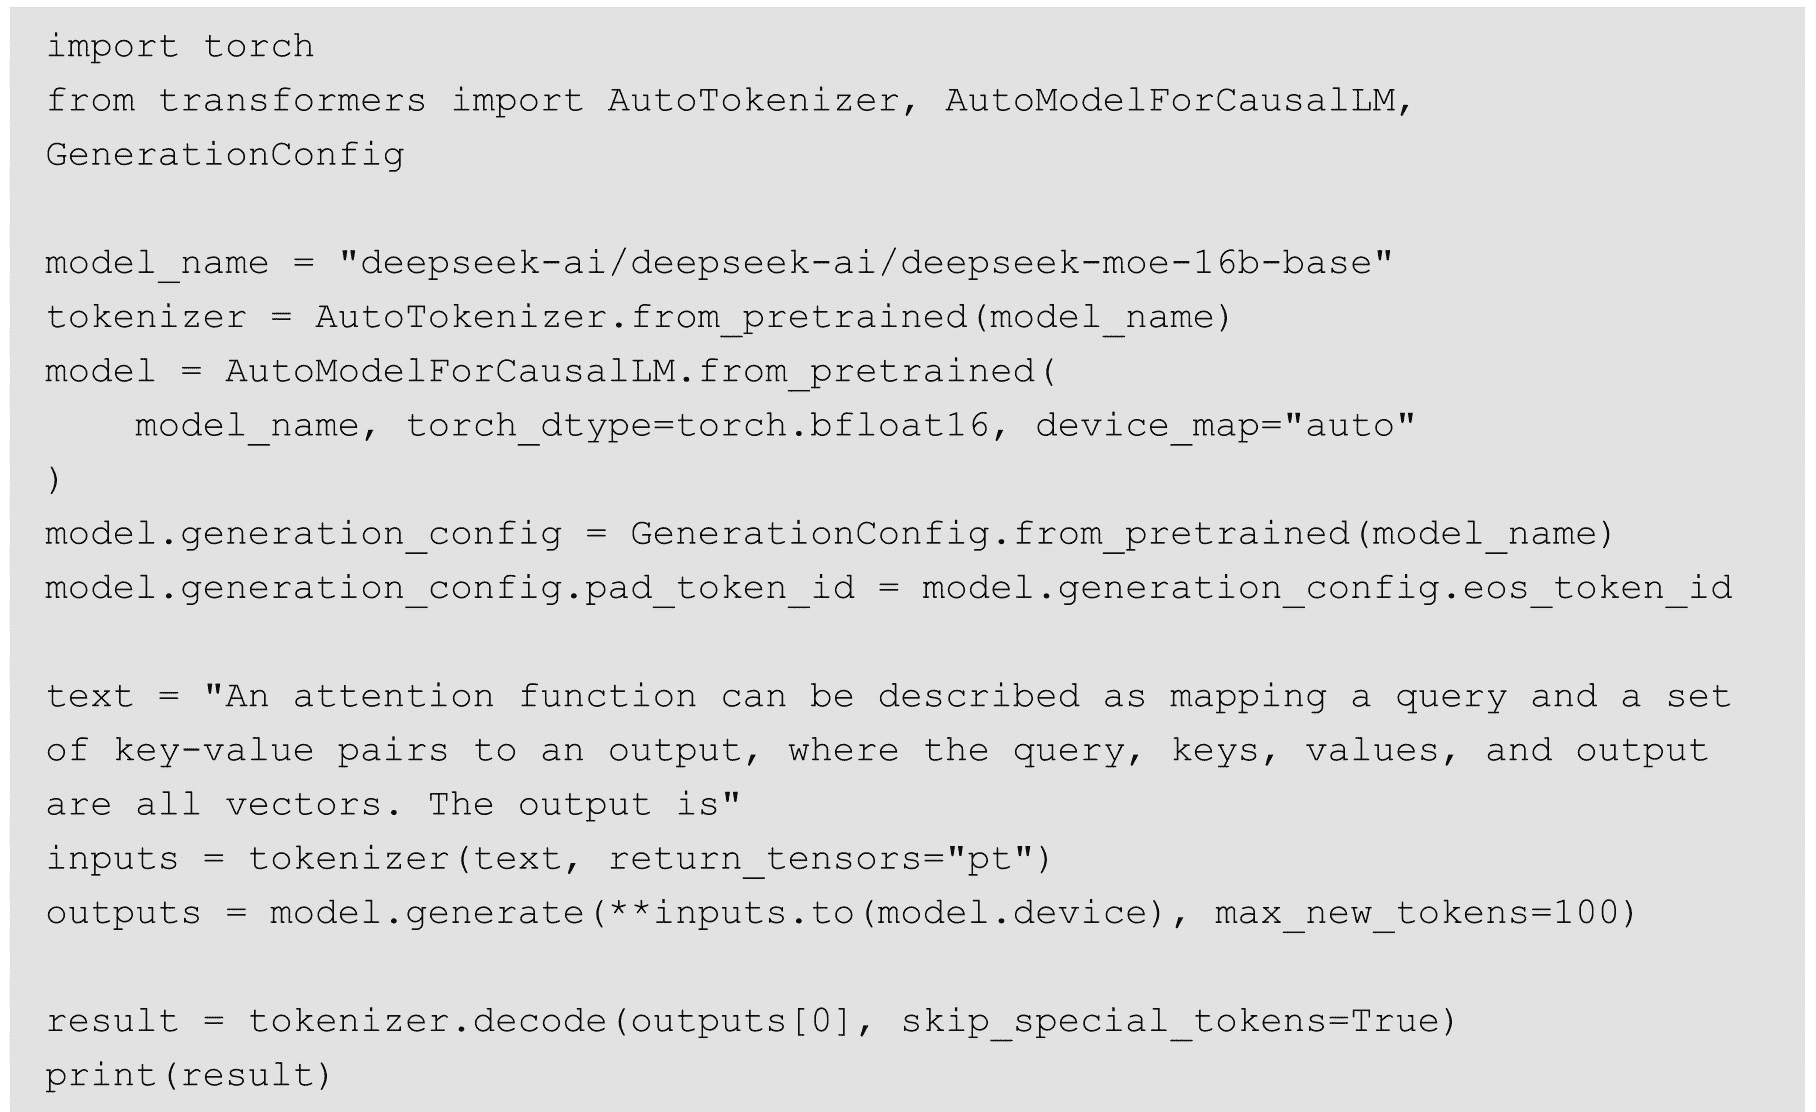 import torch
from transformers import AutoTokenizer, AutoModelForCausalLM,
GenerationConfig

model_name = "deepseek-ai/deepseek-ai/deepseek-moe-16b-base"
tokenizer = AutoTokenizer.from_pretrained(model_name)
model = AutoModelForCausalLM.from_pretrained(
    model_name, torch_dtype=torch.bfloat16, device_map="auto"
)
model.generation_config = GenerationConfig.from_pretrained(model_name)
model.generation_config.pad_token_id = model.generation_config.eos_token_id

text = "An attention function can be described as mapping a query and a set
of key-value pairs to an output, where the query, keys, values, and output
are all vectors. The output is"
inputs = tokenizer(text, return_tensors="pt")
outputs = model.generate(**inputs.to(model.device), max_new_tokens=100)

result = tokenizer.decode(outputs[0], skip_special_tokens=True)
print(result)